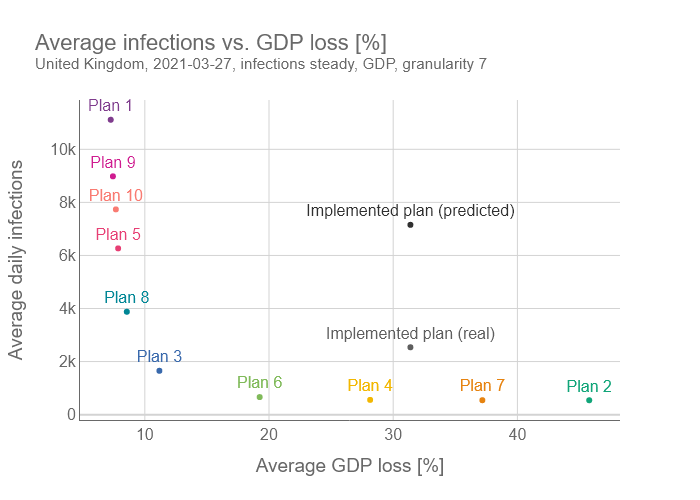 Average infections vs. GDP loss [%]
United Kingdom, 2021-03-27, infections steady, GDP, granularity 7
Plan 1
10k
Plan 9
Plan 10
8k
Implemented plan (predicted)
Plan 5
6k
Plan 8
4k
Implemented plan (real)
Plan 3
2k
Plan 6
Plan 4
Plan 7
Plan 2
0
10
20
30
40
Average GDP loss [%]
Average daily infections